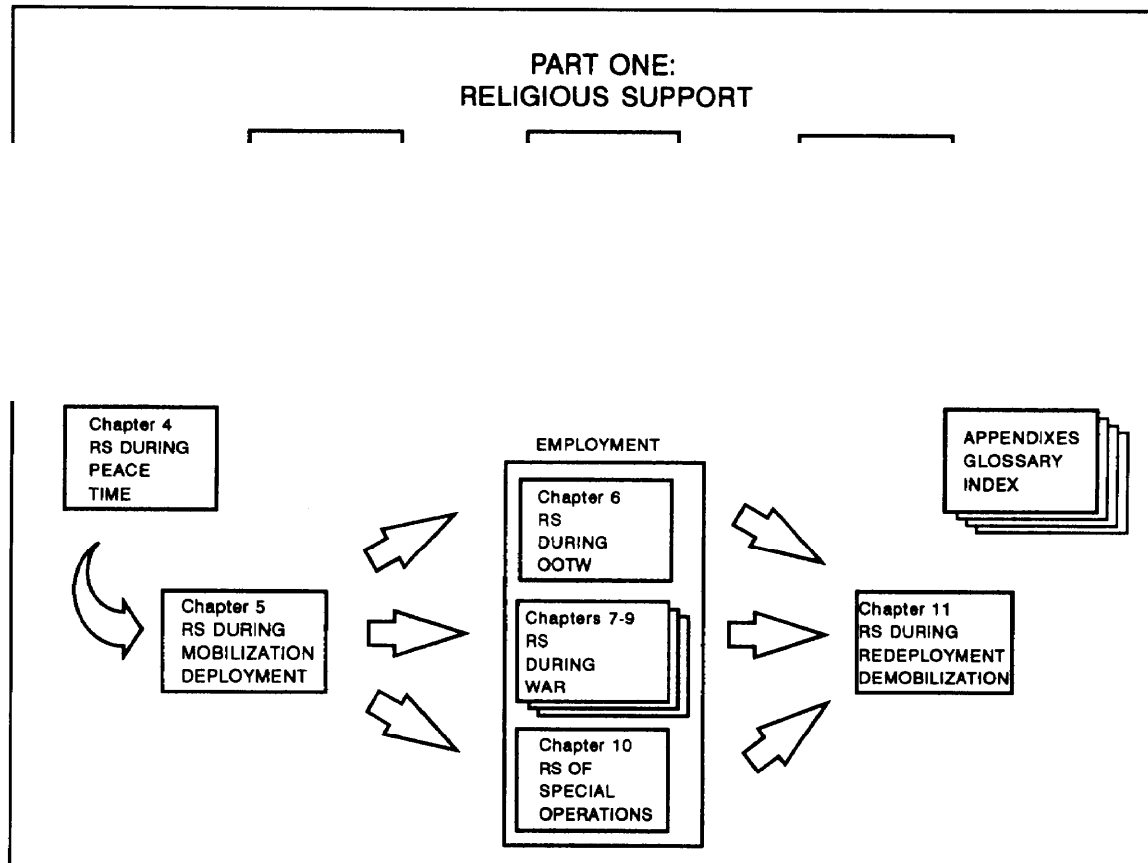 PART ONE:
RELIGIOUS SUPPORT
Chapter 4
RS DURING
PEACE
TIME
APPENDIXES
GLOSSARY
INDEX
EMPLOYMENT
Chapter 6
RS
DURING
OOTW
Chapter 5
RS DURING
MOBILIZATION
DEPLOYMENT
Chapters 7-9
RS
DURING
WAR
Chapter 11
RS DURING
REDEPLOYMENT
DEMOBILIZATION
Chapter 10
RS OF
SPECIAL
OPERATIONS